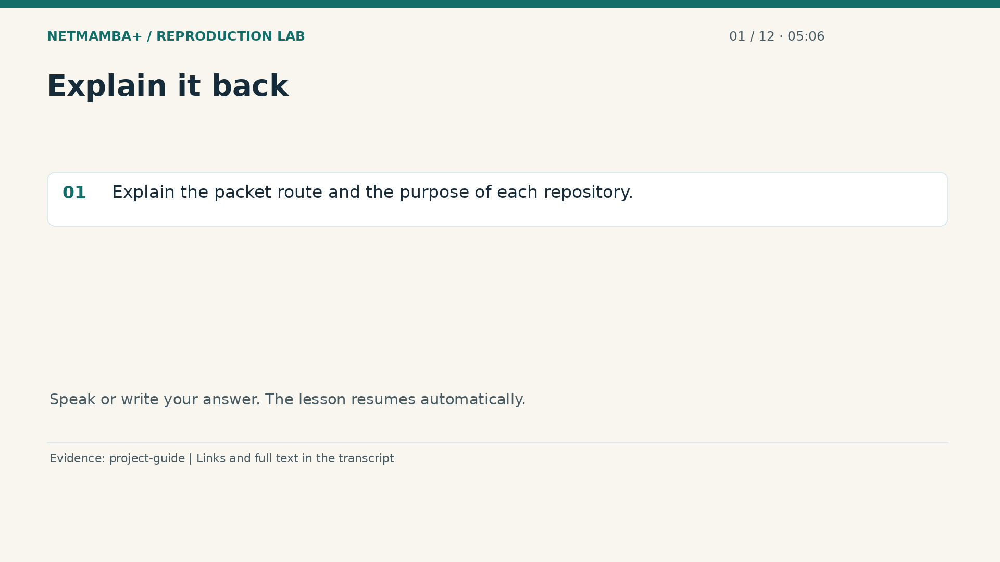 NETMAMBA+ / REPRODUCTION LAB
01 / 12 · 05:06
Explain it back
01 Explain the packet route and the purpose of each repository.
Speak or write your answer. The lesson resumes automatically.
Evidence: project-guide | Links and full text in the transcript